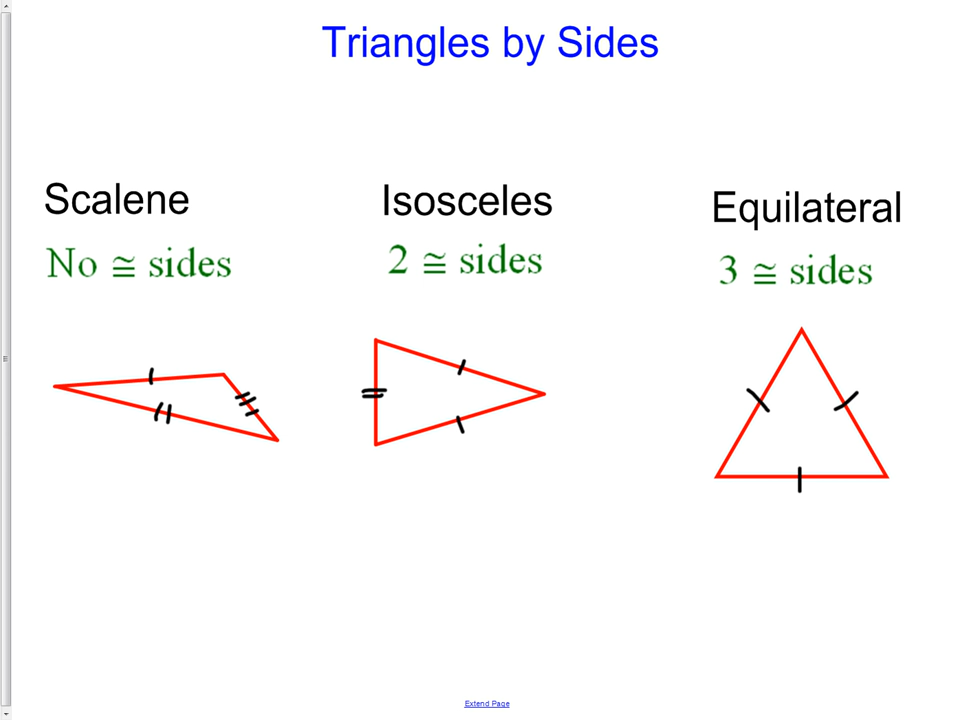 Triangles by Sides
Scalene
Isosceles
Equilateral
No ≅ sides
2 ≅ sides
3 ≅ sides
Extend Page